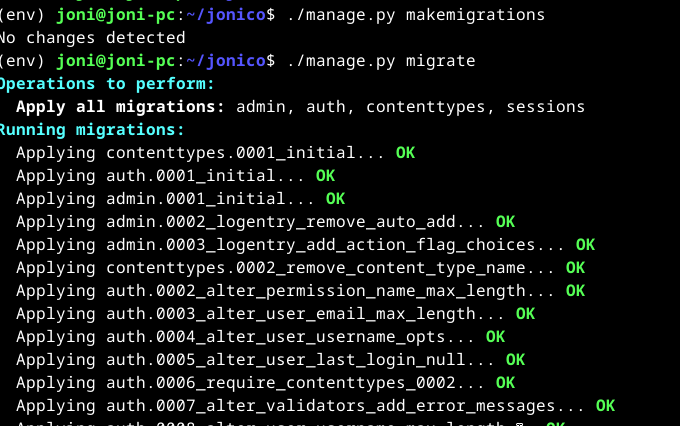 (env) joni@joni-pc:~/jonico$ ./manage.py makemigrations
No changes detected
(env) joni@joni-pc:~/jonico$ ./manage.py migrate
Operations to perform:
  Apply all migrations: admin, auth, contenttypes, sessions
Running migrations:
  Applying contenttypes.0001_initial... OK
  Applying auth.0001_initial... OK
  Applying admin.0001_initial... OK
  Applying admin.0002_logentry_remove_auto_add... OK
  Applying admin.0003_logentry_add_action_flag_choices... OK
  Applying contenttypes.0002_remove_content_type_name... OK
  Applying auth.0002_alter_permission_name_max_length... OK
  Applying auth.0003_alter_user_email_max_length... OK
  Applying auth.0004_alter_user_username_opts... OK
  Applying auth.0005_alter_user_last_login_null... OK
  Applying auth.0006_require_contenttypes_0002... OK
  Applying auth.0007_alter_validators_add_error_messages... OK
  Applying auth.0008_alter_user_username_max_length... OK